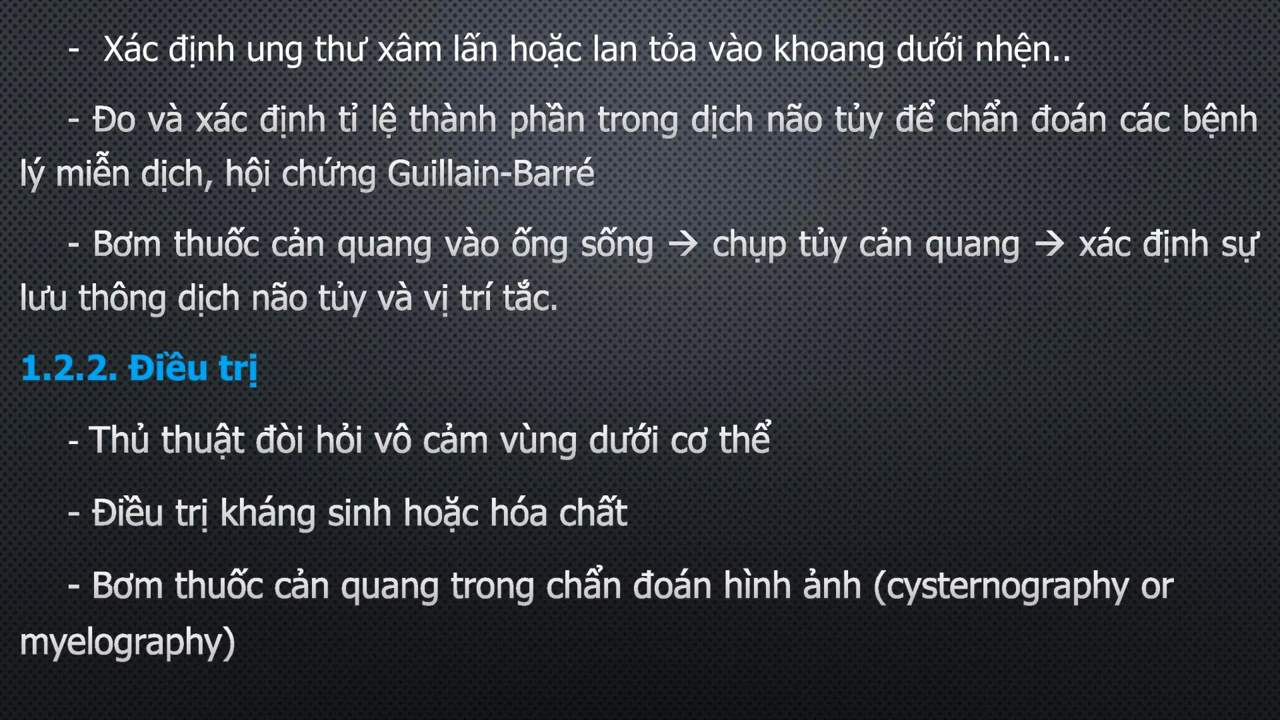 - Xác định ung thư xâm lấn hoặc lan tỏa vào khoang dưới nhện..
- Đo và xác định tỉ lệ thành phần trong dịch não tủy để chẩn đoán các bệnh
lý miễn dịch, hội chứng Guillain-Barré
- Bơm thuốc cản quang vào ống sống → chụp tủy cản quang → xác định sự
lưu thông dịch não tủy và vị trí tắc.
1.2.2. Điều trị
- Thủ thuật đòi hỏi vô cảm vùng dưới cơ thể
- Điều trị kháng sinh hoặc hóa chất
- Bơm thuốc cản quang trong chẩn đoán hình ảnh (cysternography or
myelography)